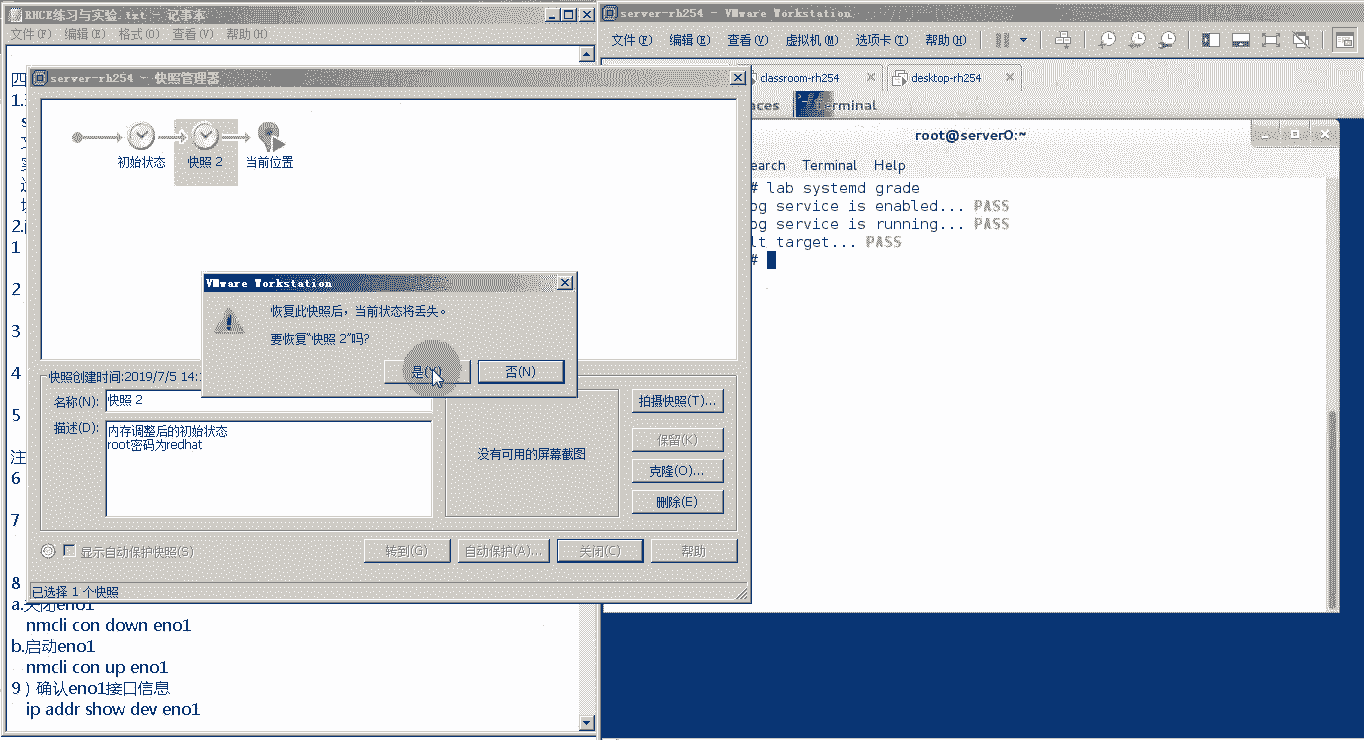 RHCE练习与实验.txt - 记事本
文件(F) 编辑(E) 格式(O) 查看(V) 帮助(H)
server-rh254 - VMware Workstation
文件(F) 编辑(E) 查看(V) 虚拟机(M) 选项卡(T) 帮助(H)
classroom-rh254
desktop-rh254
aces
Terminal
root@server0:~
earch Terminal Help
# lab systemd grade
og service is enabled... PASS
og service is running... PASS
lt target... PASS
#
四
1.
2.
1
2
3
4
5
注
6
7
8
a.关闭eno1
nmcli con down eno1
b.启动eno1
nmcli con up eno1
9）确认eno1接口信息
ip addr show dev eno1
server-rh254 - 快照管理器
初始状态
快照 2
当前位置
VMware Workstation
恢复此快照后，当前状态将丢失。
要恢复“快照 2”吗?
是(Y)
否(N)
快照创建时间:2019/7/5 14:
名称(N):
快照 2
描述(D):
内存调整后的初始状态
root密码为redhat
没有可用的屏幕截图
拍摄快照(T)...
保留(K)
克隆(O)...
删除(E)
显示自动保护快照(S)
转到(G)
自动保护(A)...
关闭(C)
帮助
已选择 1 个快照